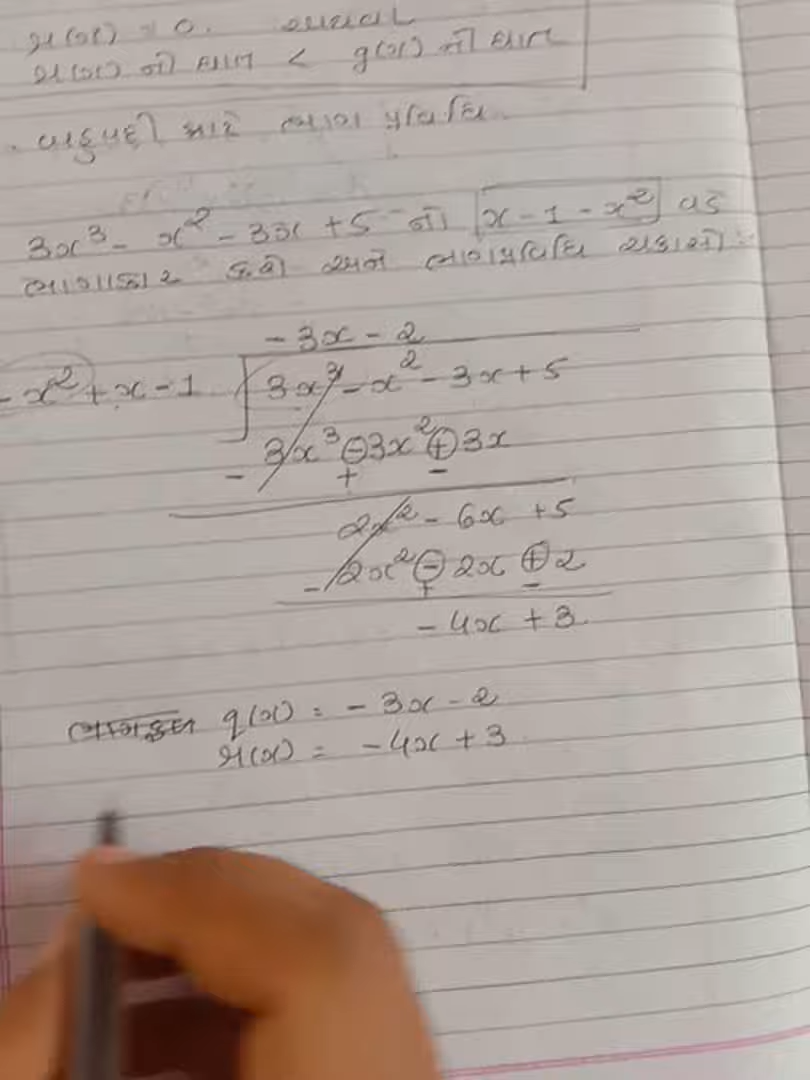 r(x) = 0. અથવા
r(x) ની ઘાત < g(x) ની ઘાત
. બહુપદી માટે ભાગ પ્રવિધિ.
3x³ - x² - 3x + 5 નો x - 1 - x² વડે
ભાગાકાર કરો અને ભાગપ્રવિધિ ચકાસો :
- 3x - 2
- x² + x - 1 3x³ - x² - 3x + 5
3x³ - 3x² + 3x
- + -
2x² - 6x + 5
2x² - 2x + 2
- + -
- 4x + 3
q(x) = - 3x - 2
r(x) = - 4x + 3